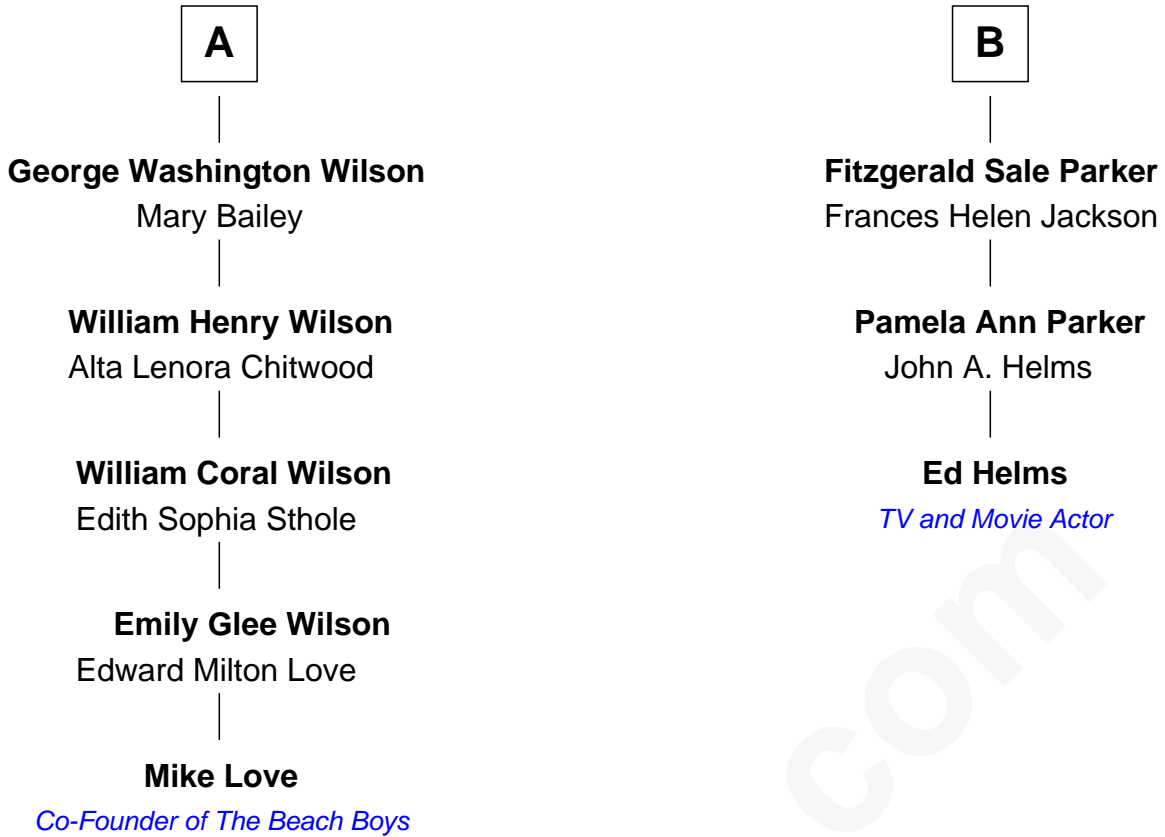 A
George Washington Wilson
Mary Bailey
William Henry Wilson
Alta Lenora Chitwood
William Coral Wilson
Edith Sophia Sthole
Emily Glee Wilson
Edward Milton Love
Mike Love
Co-Founder of The Beach Boys
B
Fitzgerald Sale Parker
Frances Helen Jackson
Pamela Ann Parker
John A. Helms
Ed Helms
TV and Movie Actor
com